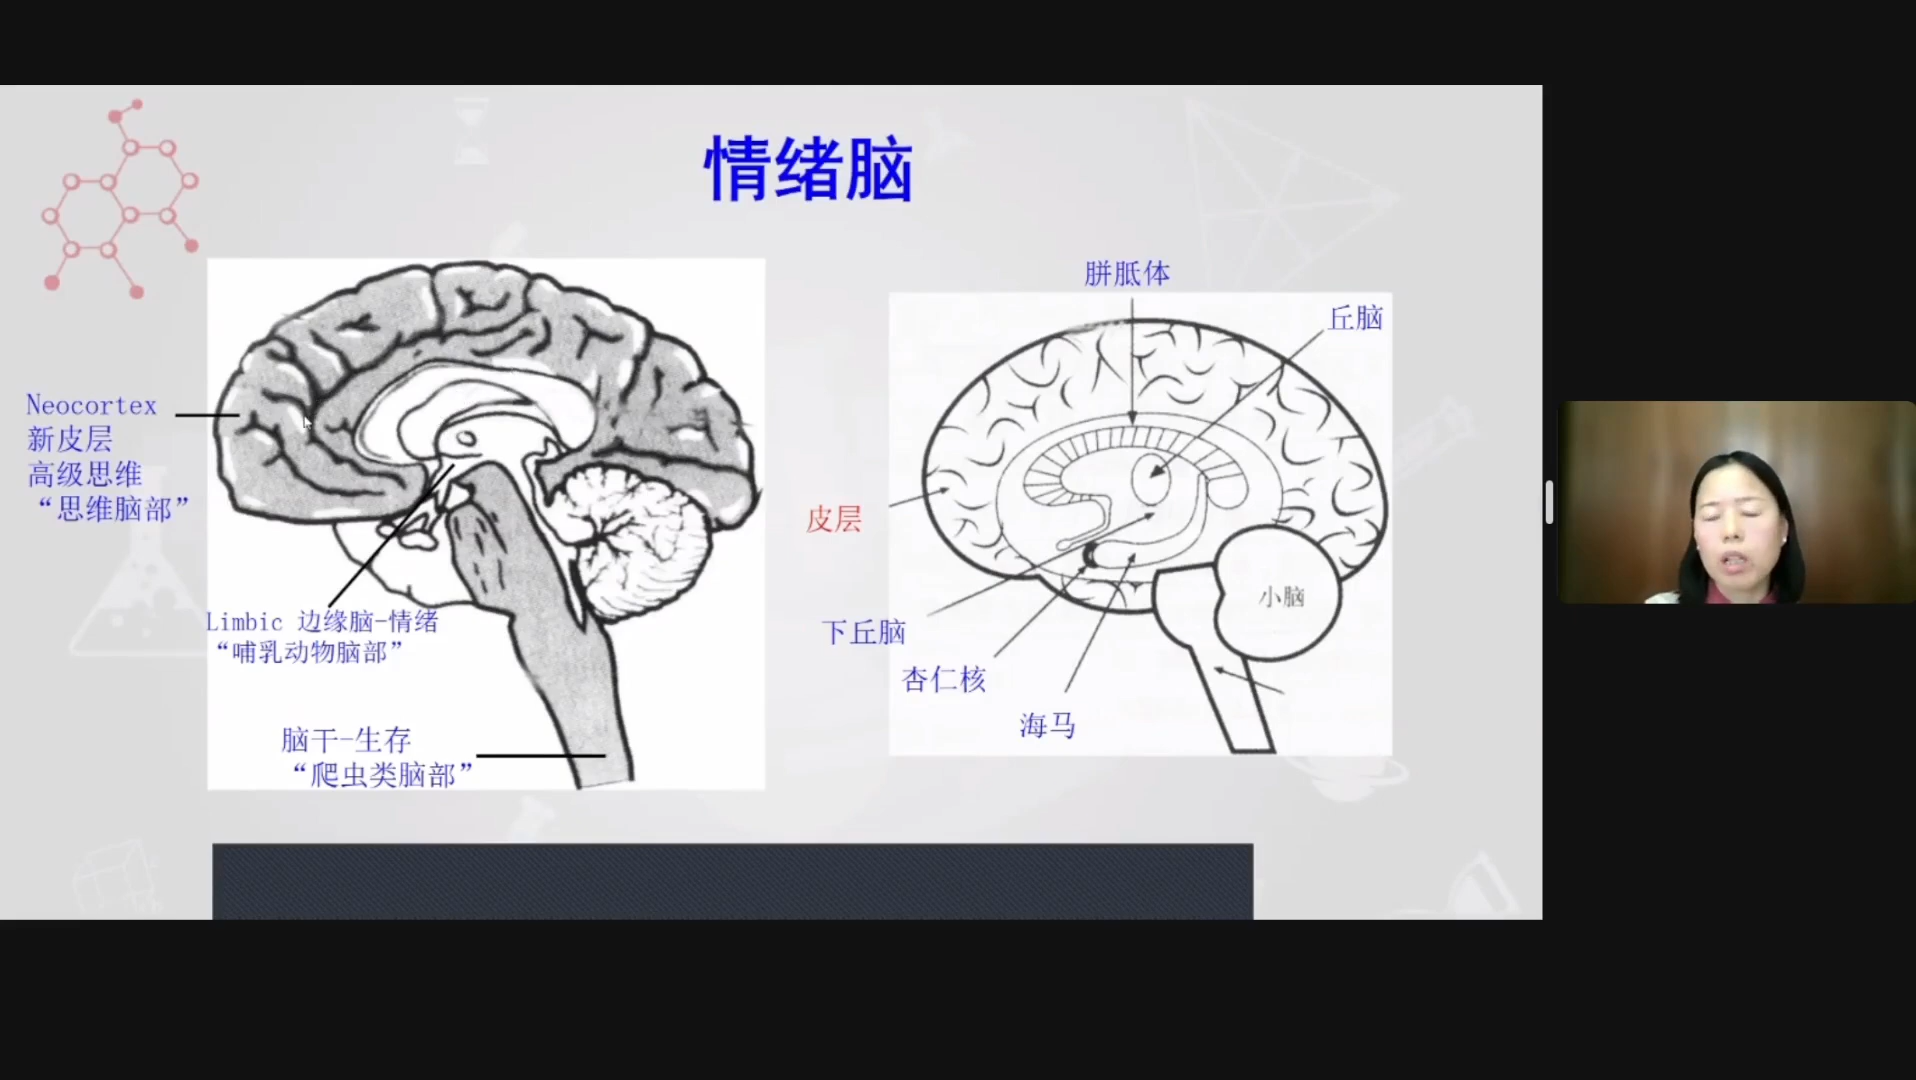 情绪脑
Neocortex
新皮层
高级思维
“思维脑部”
Limbic 边缘脑-情绪
“哺乳动物脑部”
脑干-生存
“爬虫类脑部”
胼胝体
丘脑
皮层
下丘脑
杏仁核
海马
小脑